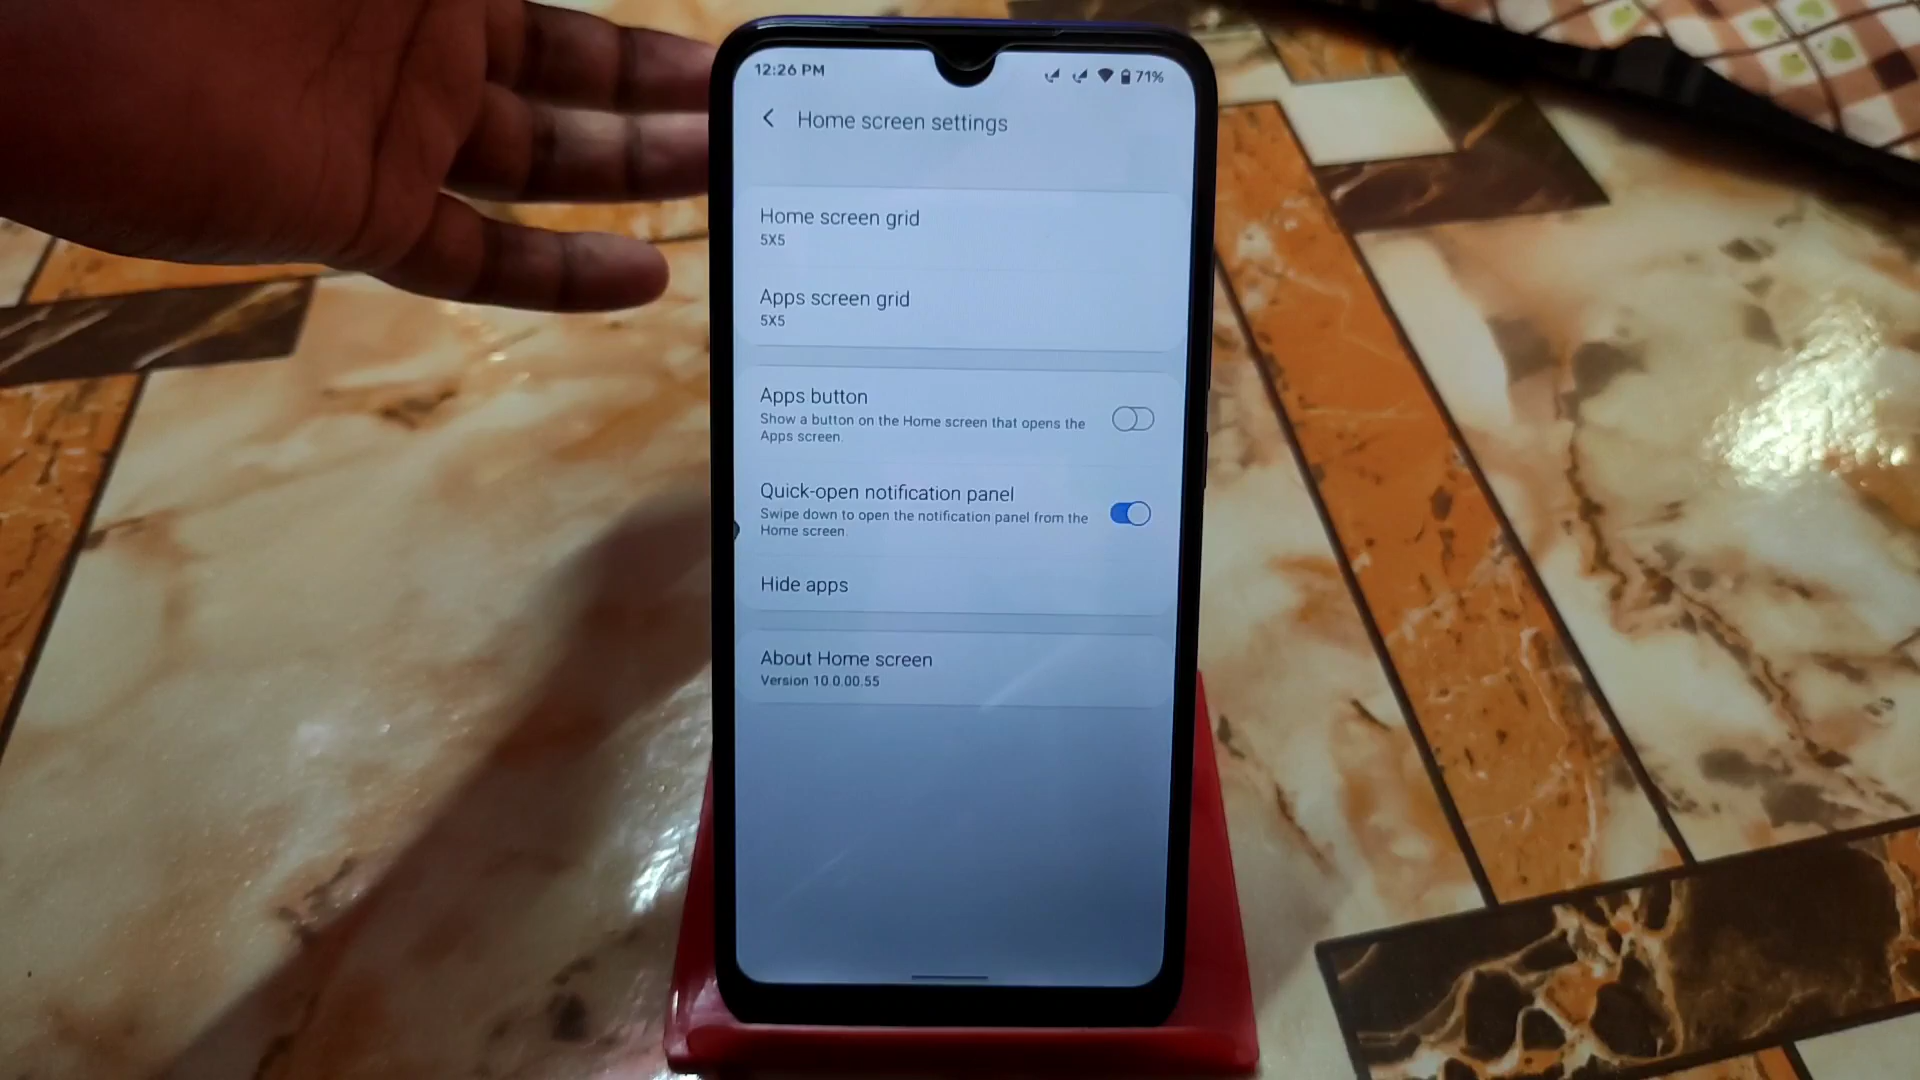 12:26 PM
71%
Home screen settings
Home screen grid
5X5
Apps screen grid
5X5
Apps button
Show a button on the Home screen that opens the
Apps screen.
Quick-open notification panel
Swipe down to open the notification panel from the
Home screen.
Hide apps
About Home screen
Version 10.0.00.55